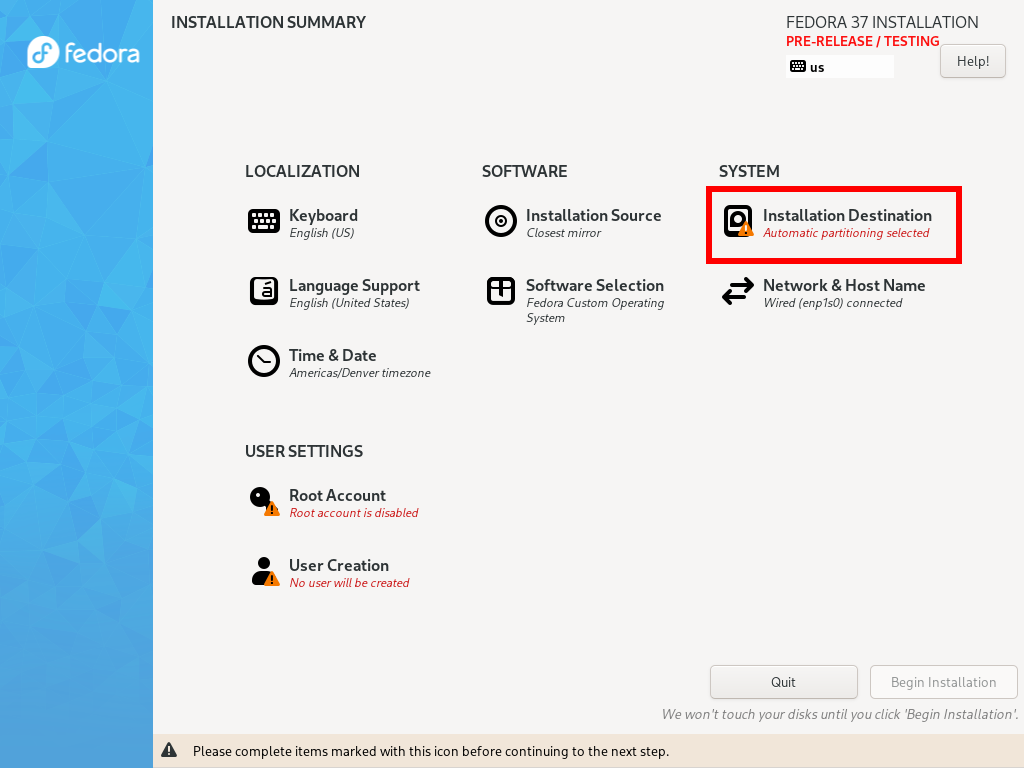 fedora
INSTALLATION SUMMARY
FEDORA 37 INSTALLATION
PRE-RELEASE / TESTING
us
Help!
LOCALIZATION
Keyboard
English (US)
Language Support
English (United States)
Time & Date
Americas/Denver timezone
SOFTWARE
Installation Source
Closest mirror
Software Selection
Fedora Custom Operating
System
SYSTEM
Installation Destination
Automatic partitioning selected
Network & Host Name
Wired (enp1s0) connected
USER SETTINGS
Root Account
Root account is disabled
User Creation
No user will be created
Quit
Begin Installation
We won't touch your disks until you click 'Begin Installation'.
Please complete items marked with this icon before continuing to the next step.